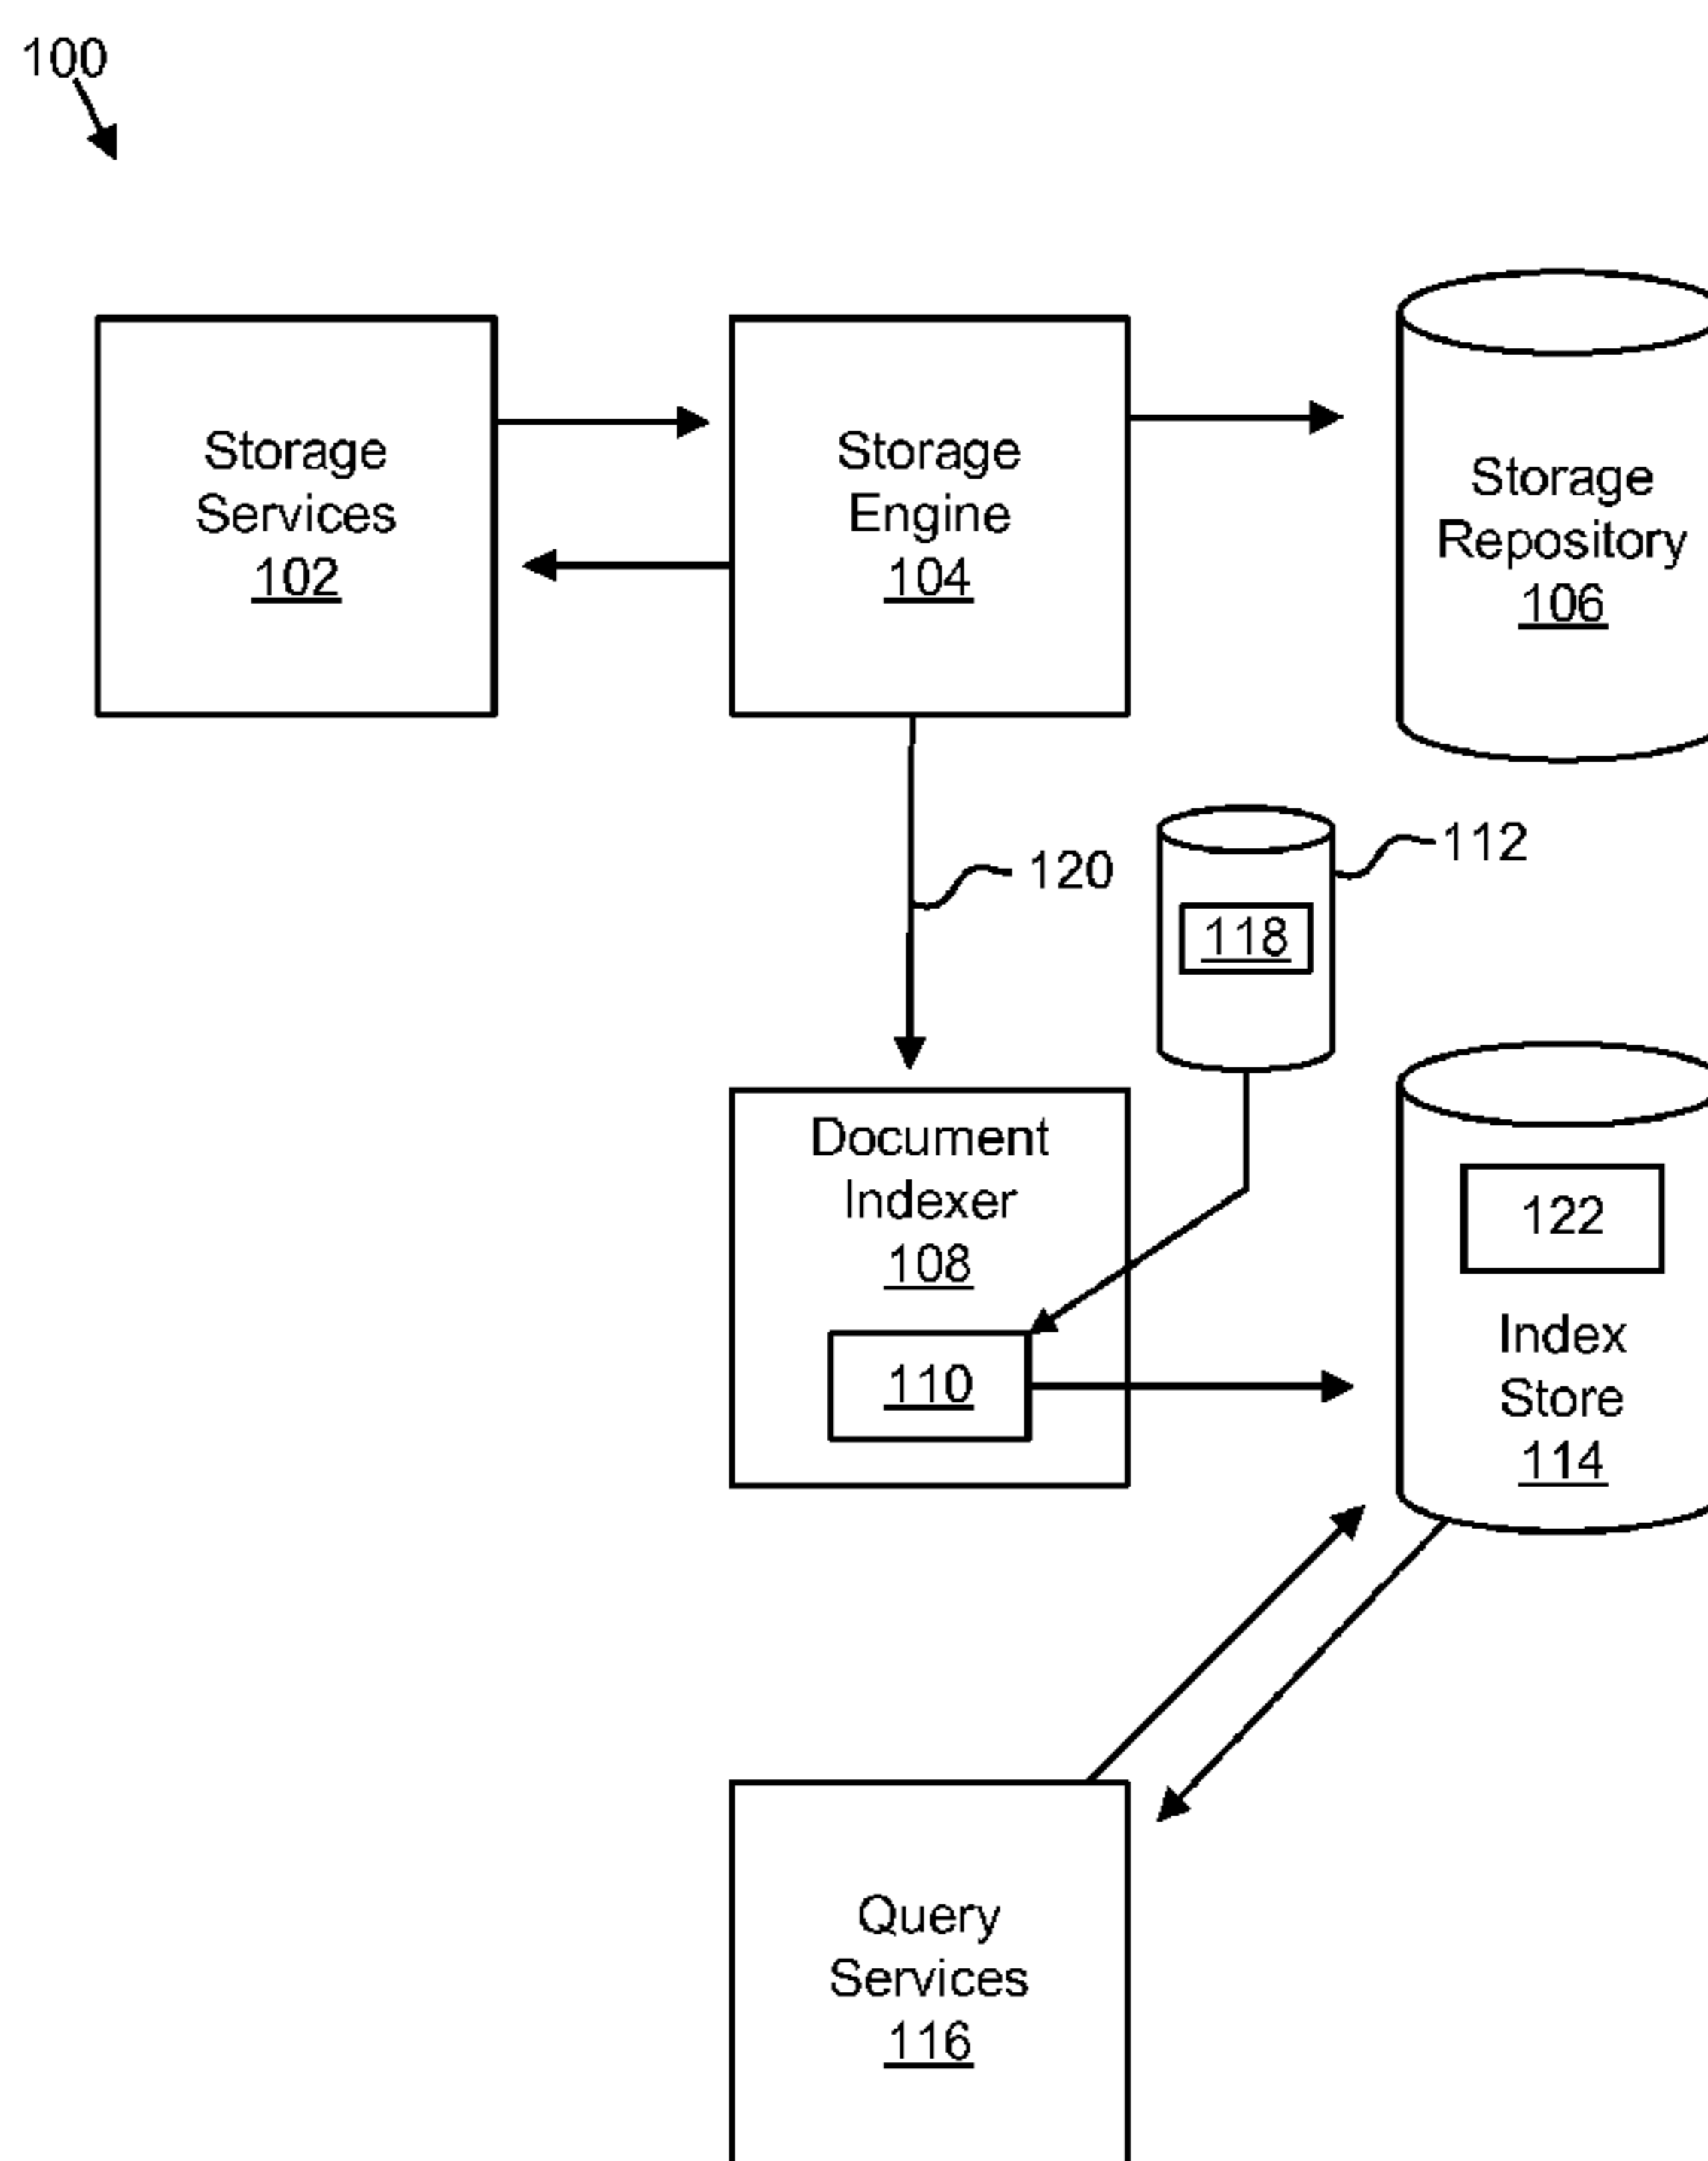 100
Storage
Services
102
Storage
Engine
104
Storage
Repository
106
120
112
118
Document
Indexer
108
110
122
Index
Store
114
Query
Services
116